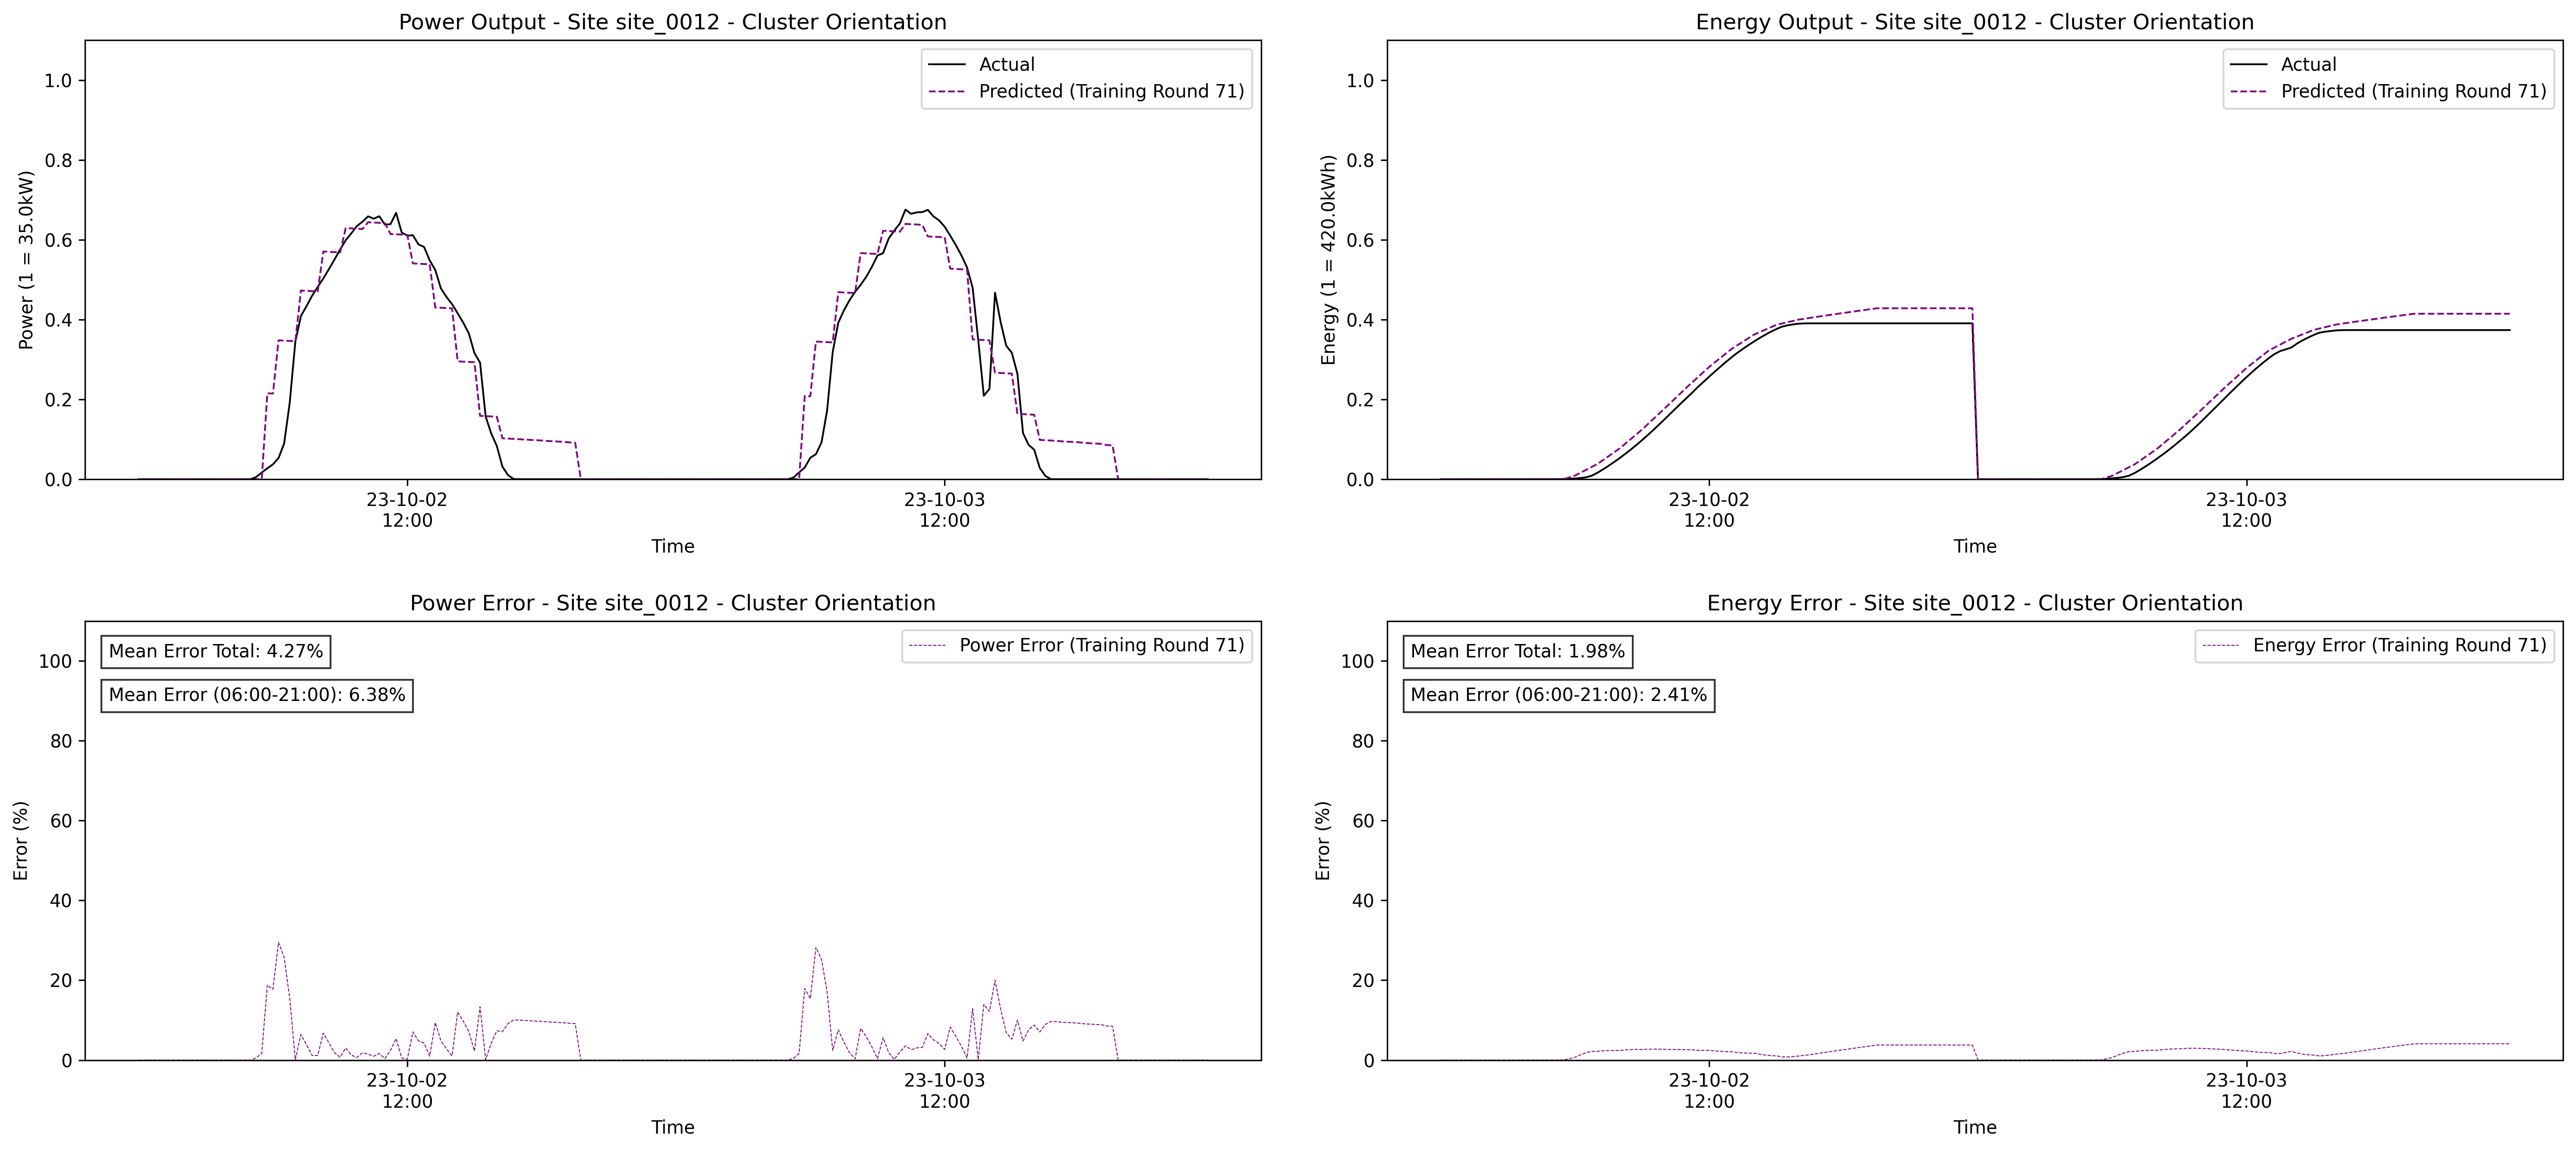 Power Output - Site site_0012 - Cluster Orientation
Actual
Predicted (Training Round 71)
Power (1 = 35.0kW)
1.0
0.8
0.6
0.4
0.2
0.0
23-10-02
12:00
23-10-03
12:00
Time
Energy Output - Site site_0012 - Cluster Orientation
Actual
Predicted (Training Round 71)
Energy (1 = 420.0kWh)
1.0
0.8
0.6
0.4
0.2
0.0
23-10-02
12:00
23-10-03
12:00
Time
Power Error - Site site_0012 - Cluster Orientation
Mean Error Total: 4.27%
Mean Error (06:00-21:00): 6.38%
Power Error (Training Round 71)
Error (%)
100
80
60
40
20
0
23-10-02
12:00
23-10-03
12:00
Time
Energy Error - Site site_0012 - Cluster Orientation
Mean Error Total: 1.98%
Mean Error (06:00-21:00): 2.41%
Energy Error (Training Round 71)
Error (%)
100
80
60
40
20
0
23-10-02
12:00
23-10-03
12:00
Time